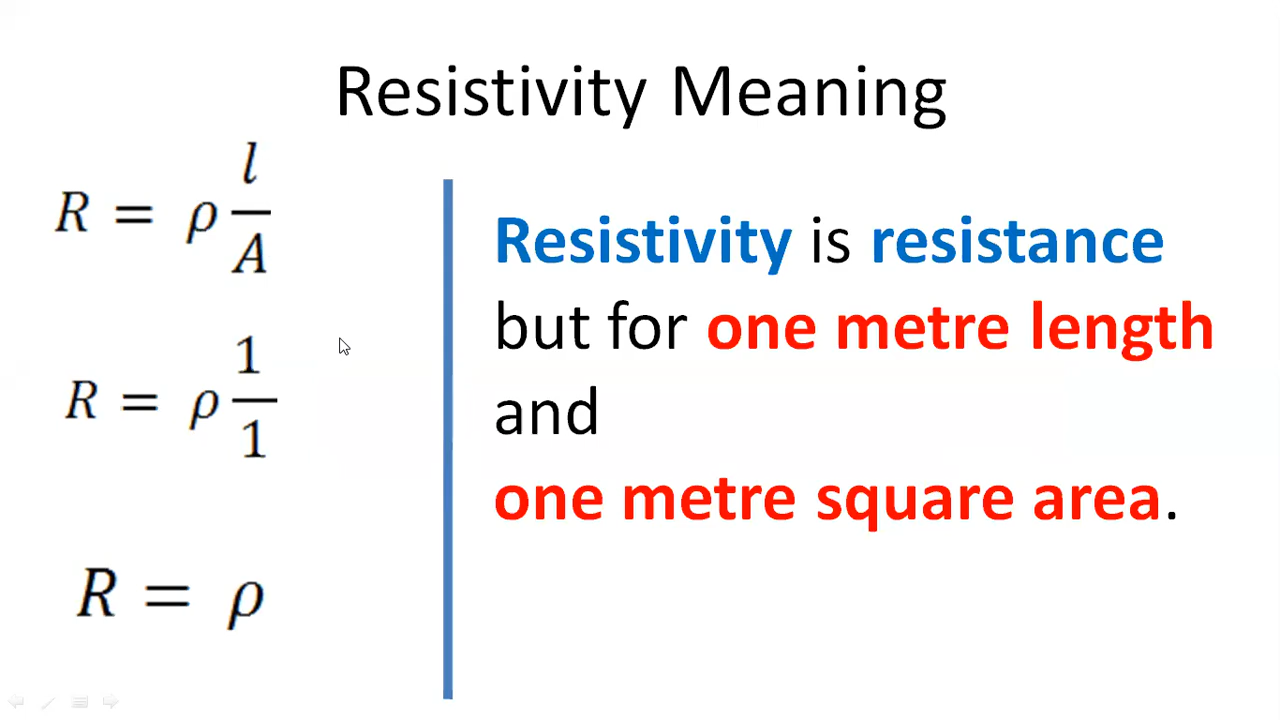 Resistivity Meaning
R = ρ l/A
R = ρ 1/1
R = ρ
Resistivity is resistance
but for one metre length
and
one metre square area.